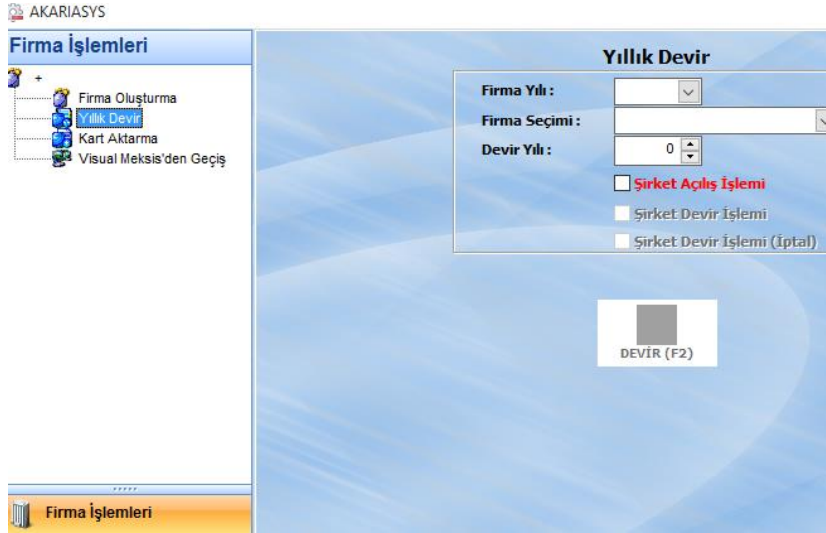 AKARIASYS
Firma İşlemleri
+
Firma Oluşturma
Yıllık Devir
Kart Aktarma
Visual Meksis'den Geçiş
Firma İşlemleri
Yıllık Devir
Firma Yılı :
Firma Seçimi :
Devir Yılı : 0
Şirket Açılış İşlemi
Şirket Devir İşlemi
Şirket Devir İşlemi (İptal)
DEVİR (F2)